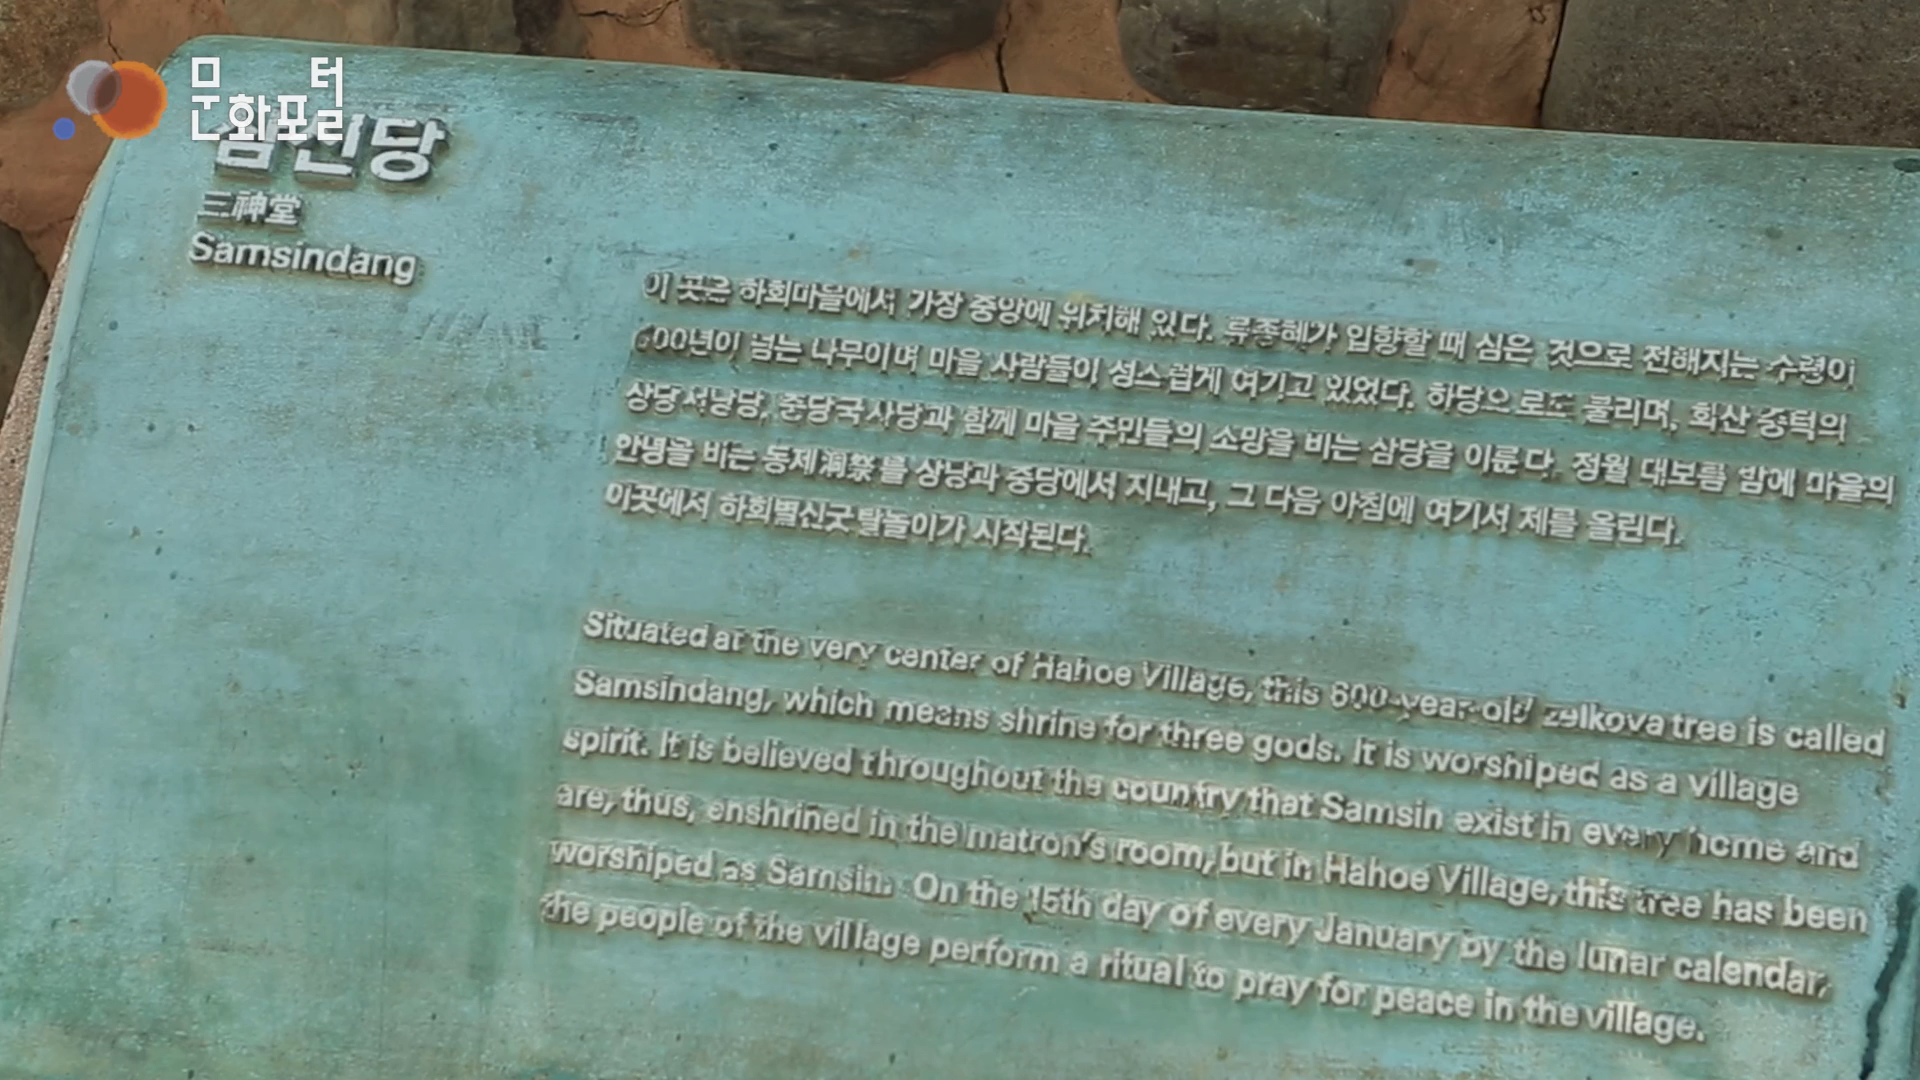 문화포털
삼신당
三神堂
Samsindang
이 곳은 하회마을에서 가장 중앙에 위치해 있다. 류종혜가 입향할 때 심은 것으로 전해지는 수령이
600년이 넘는 나무이며 마을 사람들이 성스럽게 여기고 있었다. 하당으로도 불리며, 화산 중턱의
상당서낭당, 중당국사당과 함께 마을 주민들의 소망을 비는 삼당을 이룬다. 정월 대보름 밤에 마을의
안녕을 비는 동제洞祭를 상당과 중당에서 지내고, 그 다음 아침에 여기서 제를 올린다.
이곳에서 하회별신굿탈놀이가 시작된다.
Situated at the very center of Hahoe Village, this 600-year-old zelkova tree is called
Samsindang, which means shrine for three gods. It is worshiped as a village
spirit. It is believed throughout the country that Samsin exist in every home and
are, thus, enshrined in the matron's room, but in Hahoe Village, this tree has been
worshiped as Samsin. On the 15th day of every January by the lunar calendar,
the people of the village perform a ritual to pray for peace in the village.